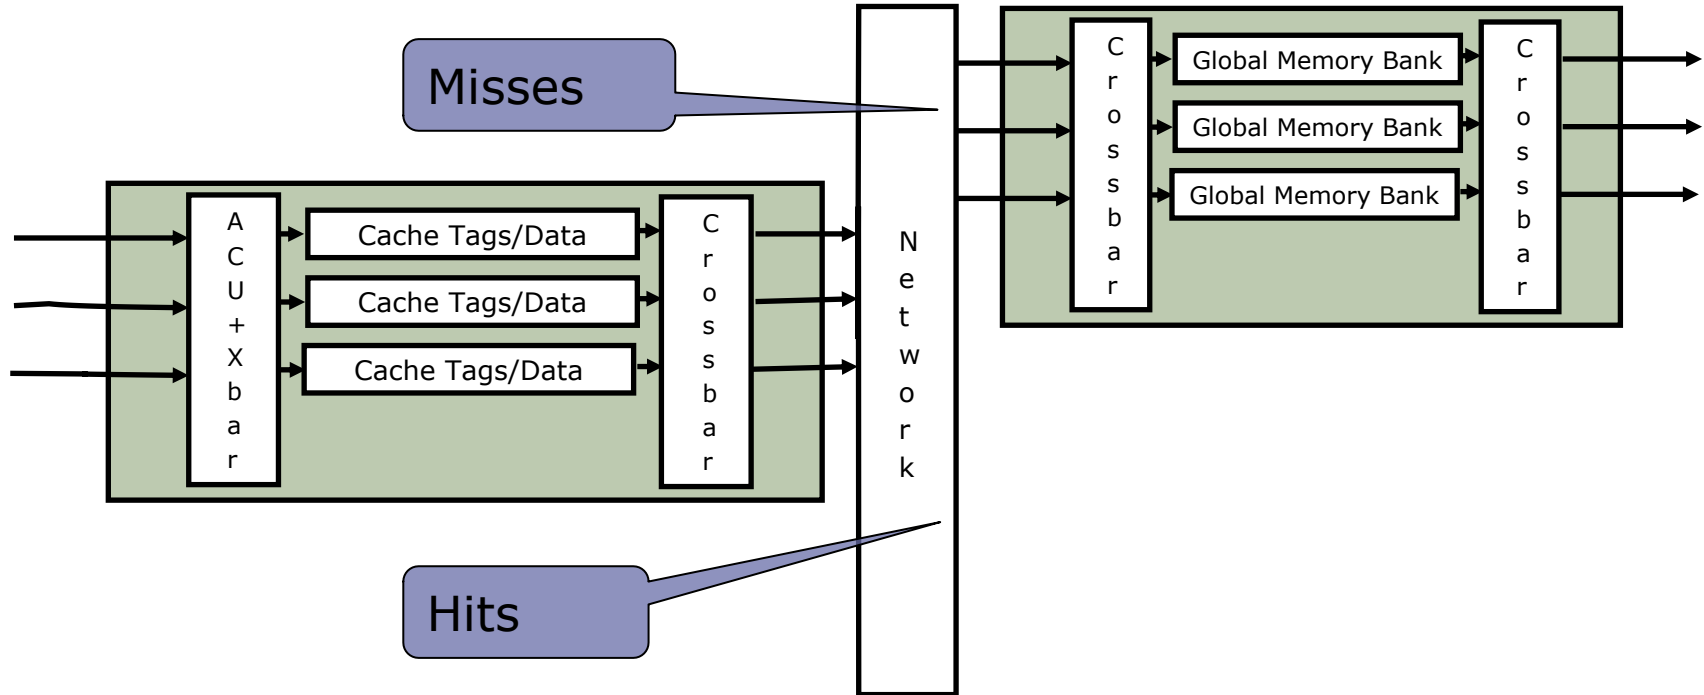 Misses
ACU+Xbar
Cache Tags/Data
Cache Tags/Data
Cache Tags/Data
Crossbar
Network
Crossbar
Global Memory Bank
Global Memory Bank
Global Memory Bank
Crossbar
Hits